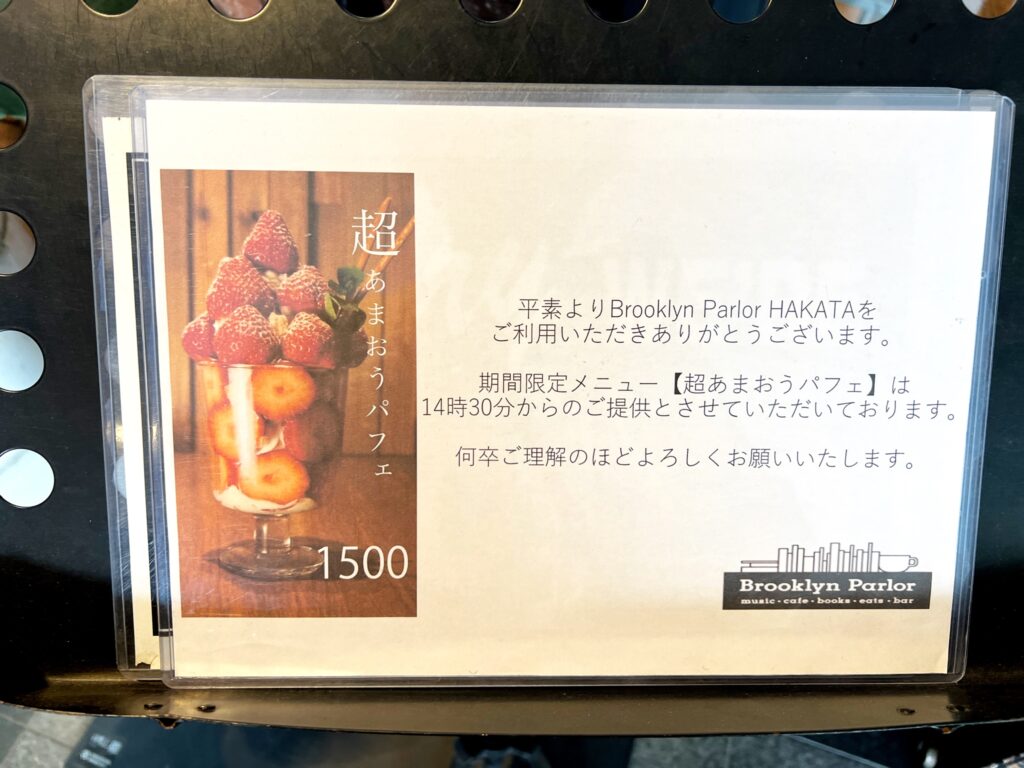 超あまおうパフェ
1500
平素よりBrooklyn Parlor HAKATAを
ご利用いただきありがとうございます。
期間限定メニュー【超あまおうパフェ】は
14時30分からのご提供とさせていただいております。
何卒ご理解のほどよろしくお願いいたします。
Brooklyn Parlor
music・cafe・books・eats・bar